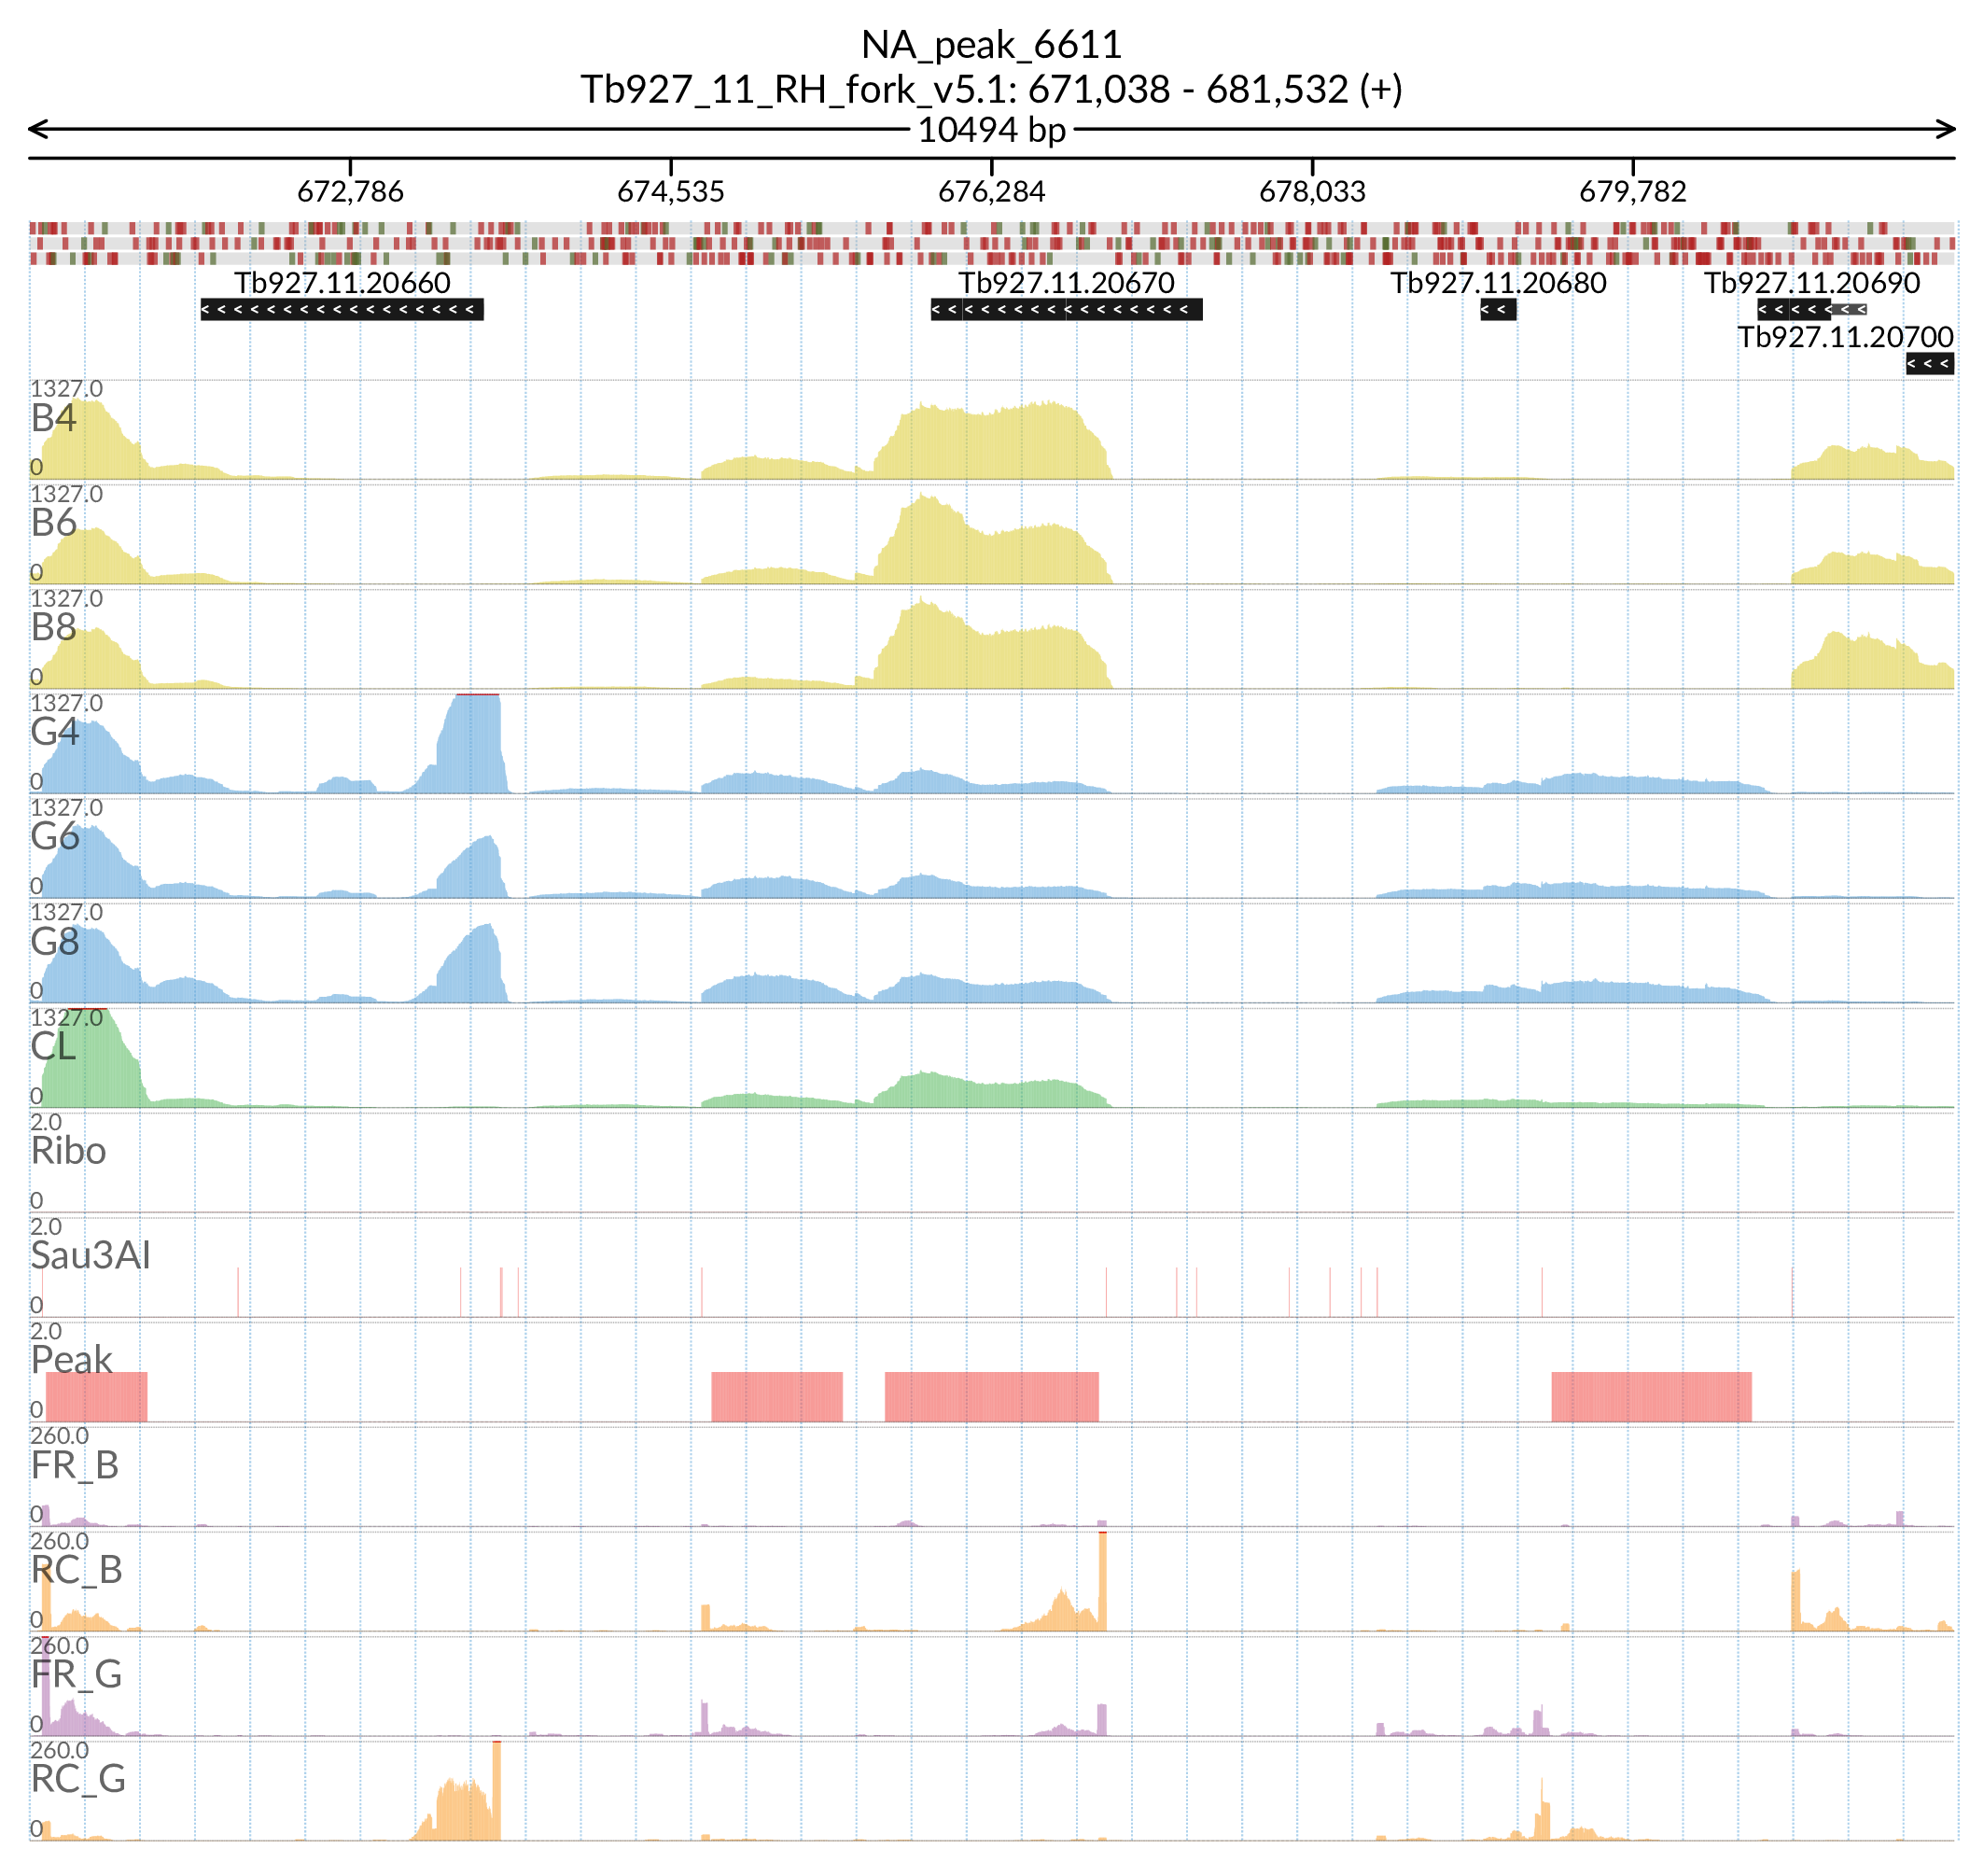 NA_peak_6611
Tb927_11_RH_fork_v5.1: 671,038 - 681,532 (+)
10494 bp
672,786 674,535 676,284 678,033 679,782
Tb927.11.20660 Tb927.11.20670 Tb927.11.20680 Tb927.11.20690
Tb927.11.20700
1327.0
B4
0
1327.0
B6
0
1327.0
B8
0
1327.0
G4
0
1327.0
G6
0
1327.0
G8
0
1327.0
CL
0
2.0
Ribo
0
2.0
Sau3AI
0
2.0
Peak
0
260.0
FR_B
0
260.0
RC_B
0
260.0
FR_G
0
260.0
RC_G
0